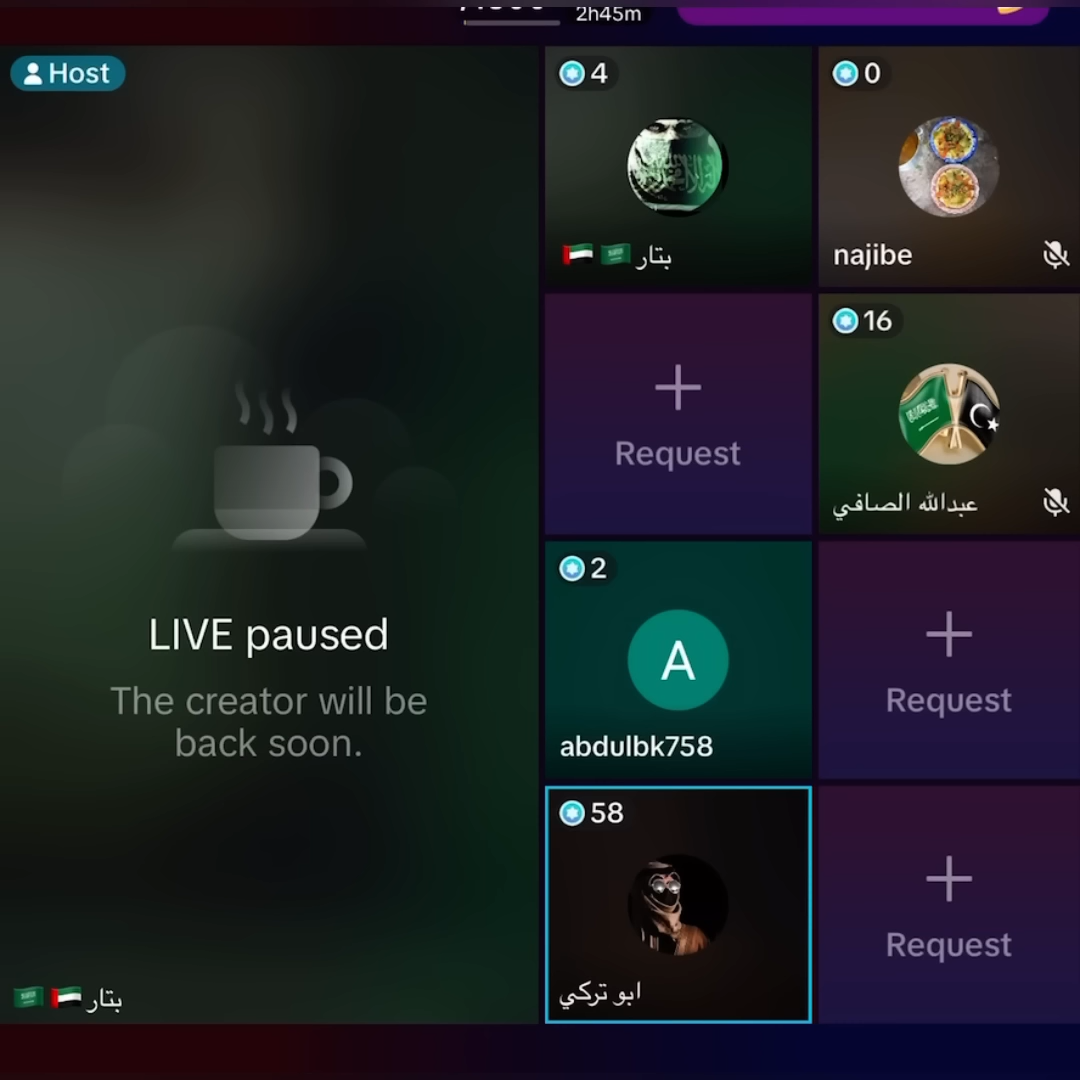 2h45m
Host
4
بتار
0
najibe
Request
16
عبدالله الصافي
LIVE paused
The creator will be
back soon.
2
A
abdulbk758
Request
58
ابو تركي
Request
بتار